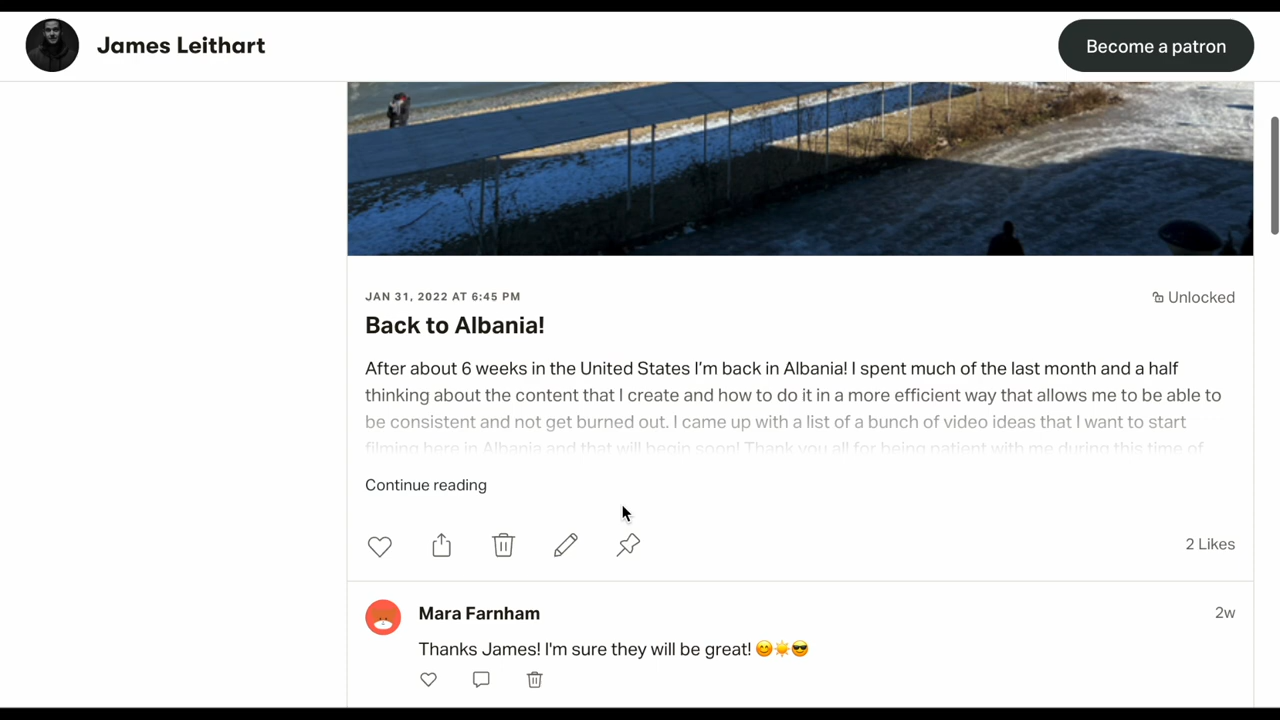 James Leithart
Become a patron
JAN 31, 2022 AT 6:45 PM
Unlocked
Back to Albania!
After about 6 weeks in the United States I'm back in Albania! I spent much of the last month and a half
thinking about the content that I create and how to do it in a more efficient way that allows me to be able to
be consistent and not get burned out. I came up with a list of a bunch of video ideas that I want to start
filming here in Albania and that will begin soon! Thank you all for being patient with me during this time of
Continue reading
2 Likes
Mara Farnham
2w
Thanks James! I'm sure they will be great! 😊☀️😎